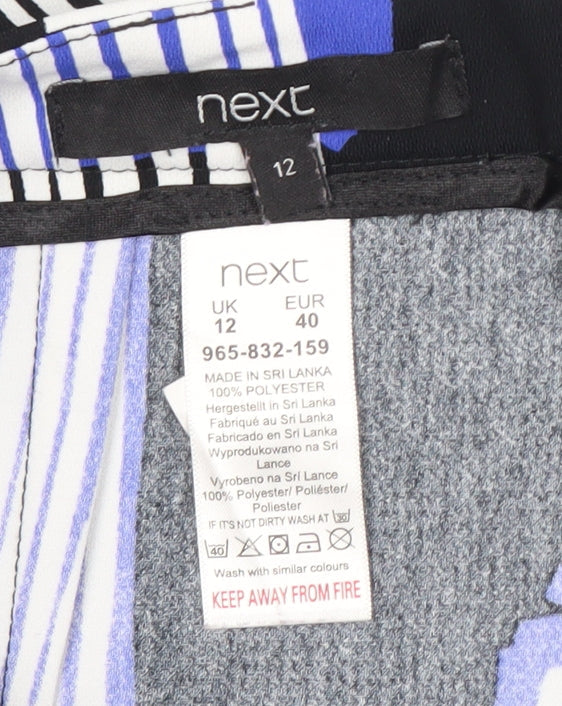 next
12
next
UK EUR
12 40
965-832-159
MADE IN SRI LANKA
100% POLYESTER
Hergestellt in Sri Lanka
Fabriqué au Sri Lanka
Fabricado en Sri Lanka
Wyprodukowano na Sri
Lance
Vyrobeno na Srí Lance
100% Polyester/Poliéster/
Poliester
IF IT'S NOT DIRTY WASH AT 30
40
Wash with similar colours
KEEP AWAY FROM FIRE